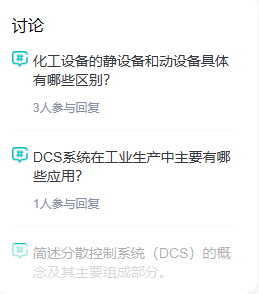 讨论
化工设备的静设备和动设备具体
有哪些区别？
3人参与回复
DCS系统在工业生产中主要有哪
些应用？
1人参与回复
简述分散控制系统（DCS）的概
念及其主要组成部分。